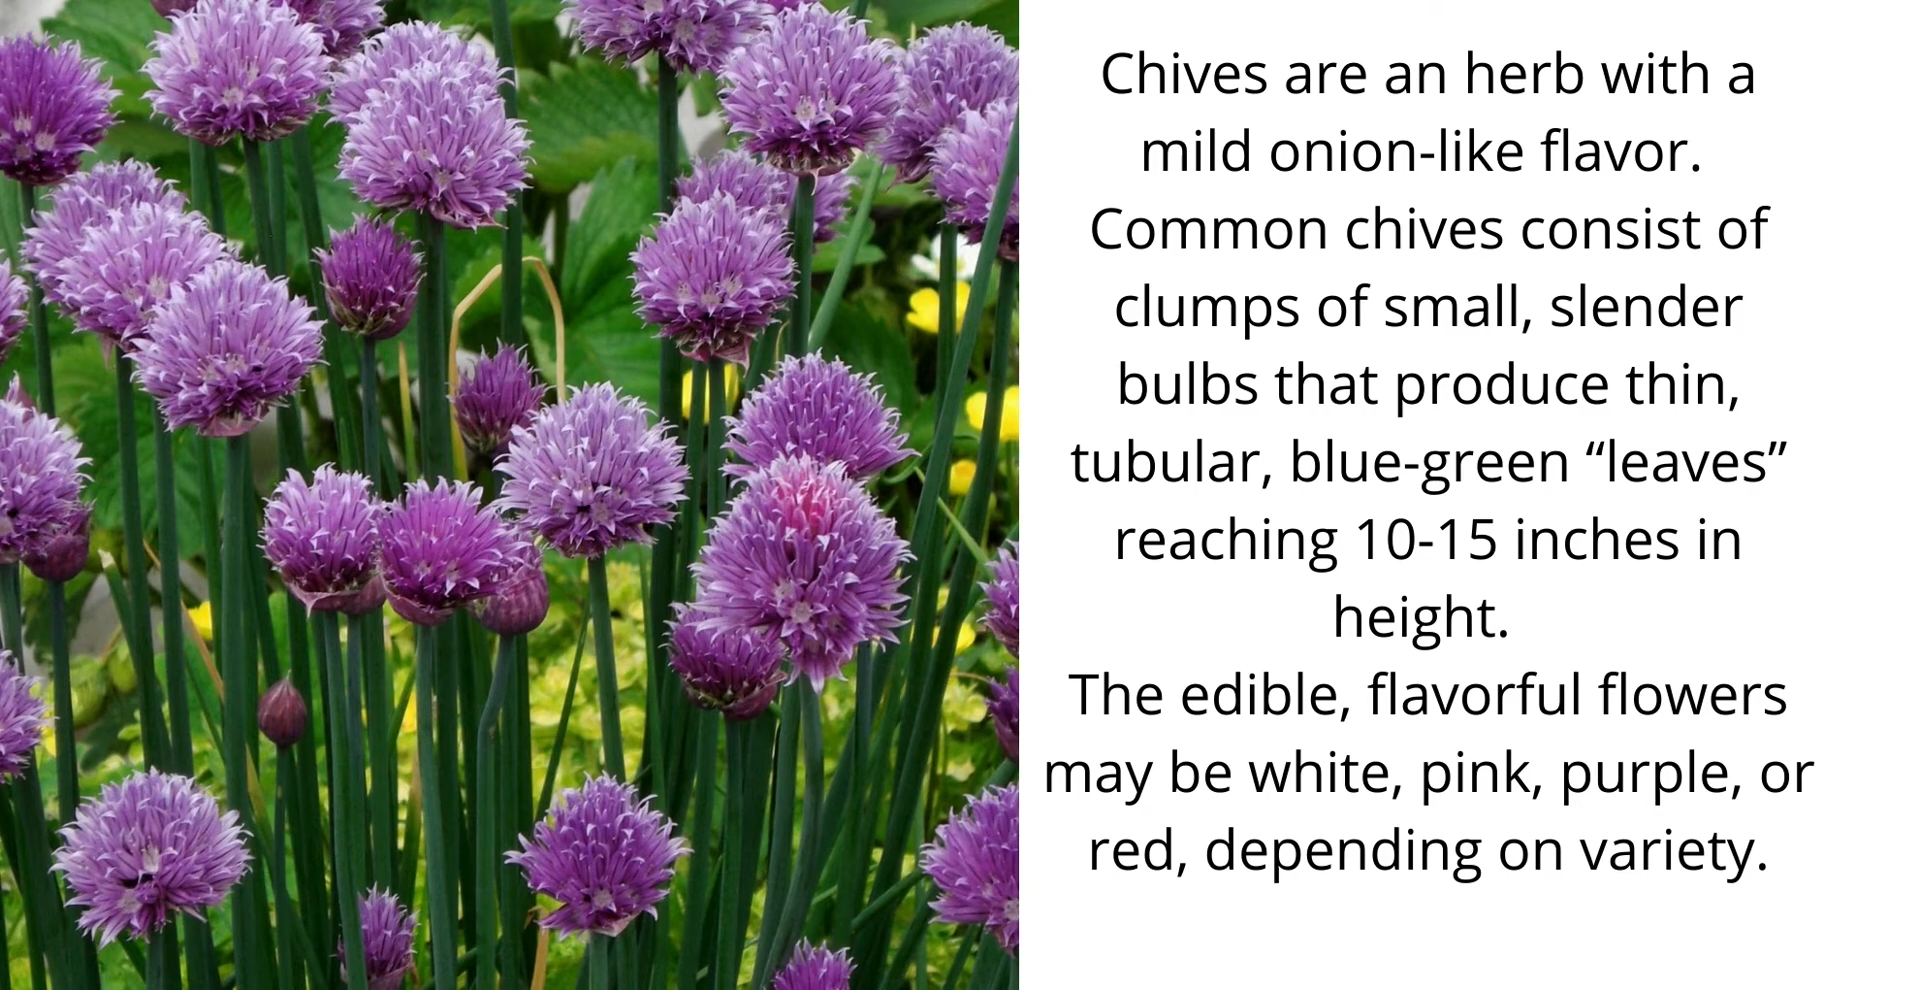 Chives are an herb with a
mild onion-like flavor.
Common chives consist of
clumps of small, slender
bulbs that produce thin,
tubular, blue-green “leaves”
reaching 10-15 inches in
height.
The edible, flavorful flowers
may be white, pink, purple, or
red, depending on variety.